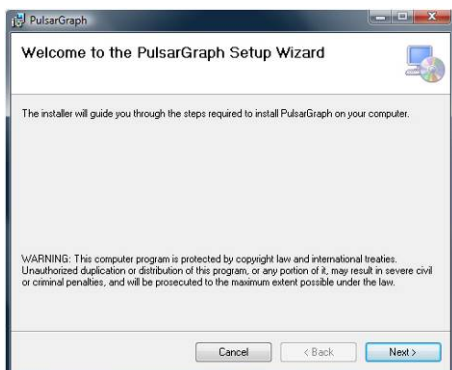 PulsarGraph
Welcome to the PulsarGraph Setup Wizard
The installer will guide you through the steps required to install PulsarGraph on your computer.
WARNING: This computer program is protected by copyright law and international treaties.
Unauthorized duplication or distribution of this program, or any portion of it, may result in severe civil
or criminal penalties, and will be prosecuted to the maximum extent possible under the law.
Cancel
< Back
Next >